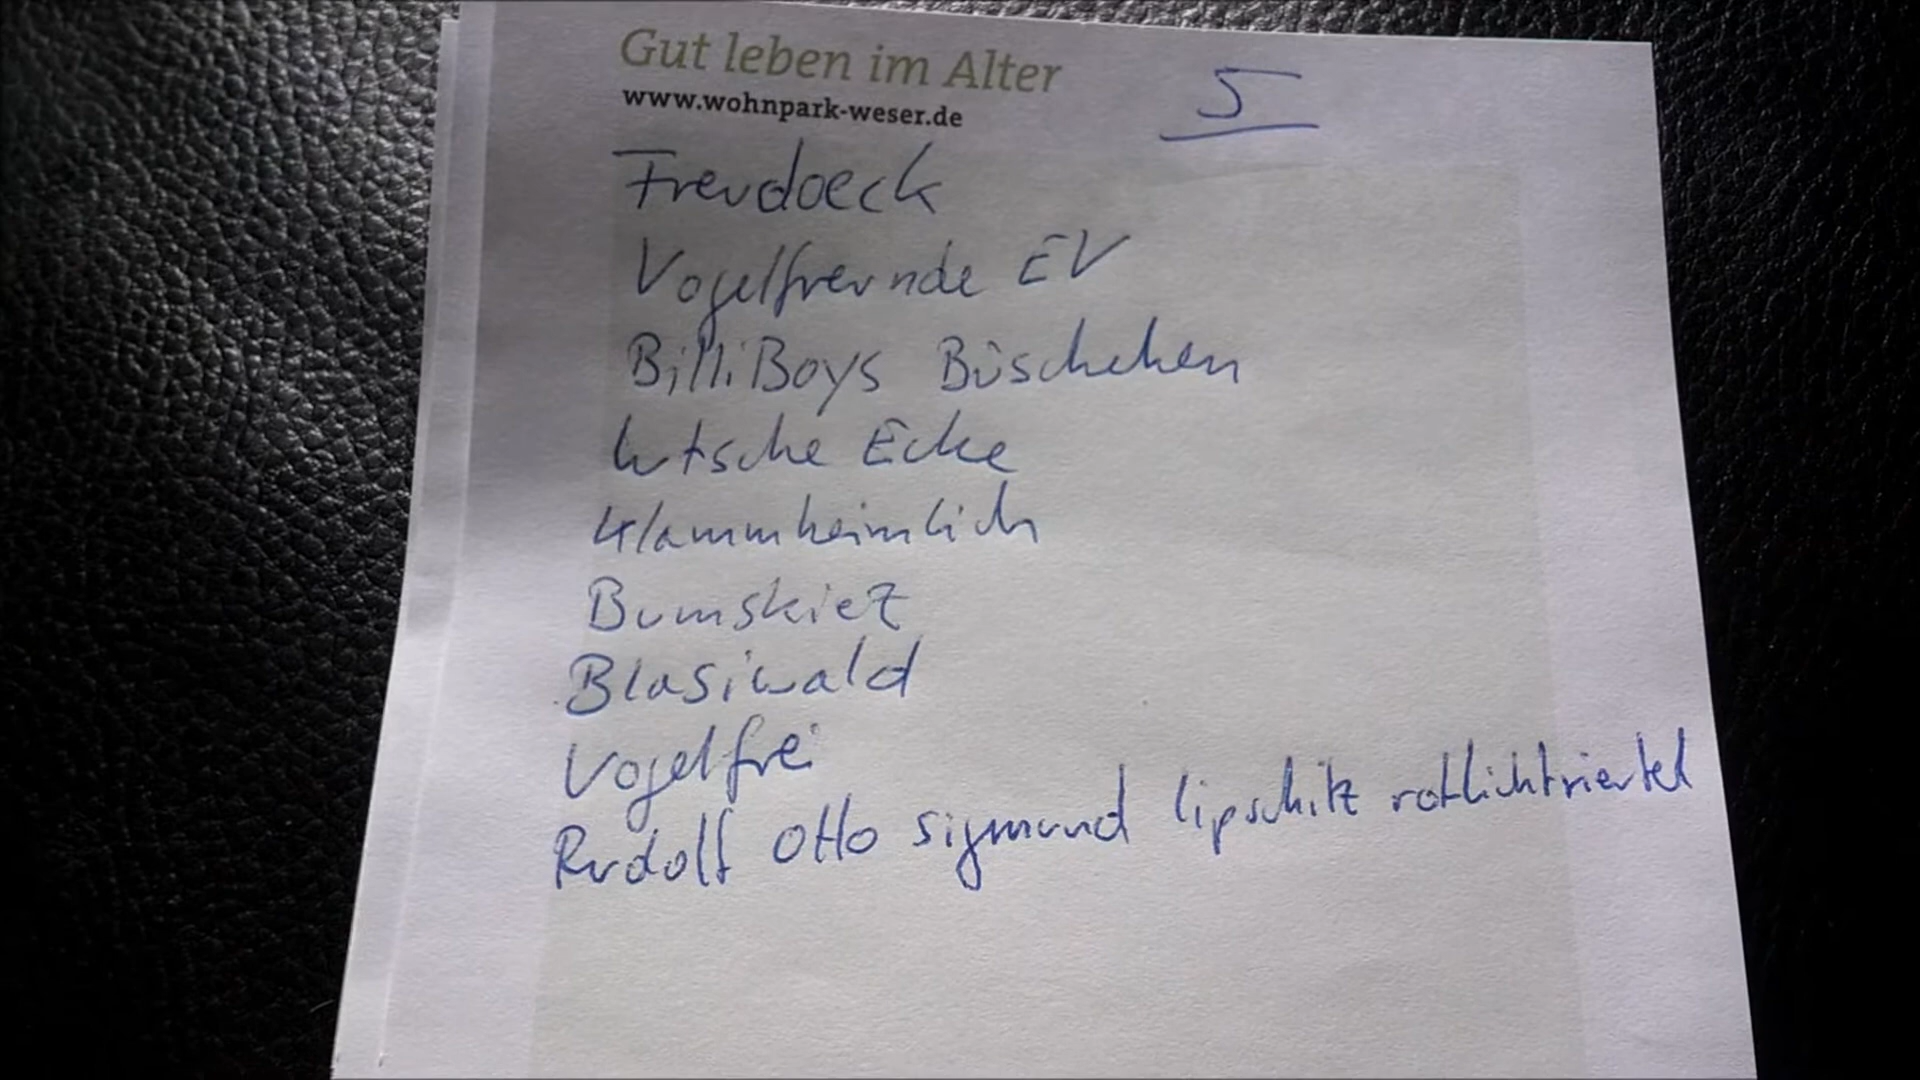 Gut leben im Alter
www.wohnpark-weser.de
5
Freudoeck
Vogelfreunde EV
BilliBoys Büschchen
lutsche Ecke
Klammheimlich
Bumskiez
Blasiwald
Vogelfrei
Rudolf Otto sigmund lipschitz rotlichtviertel